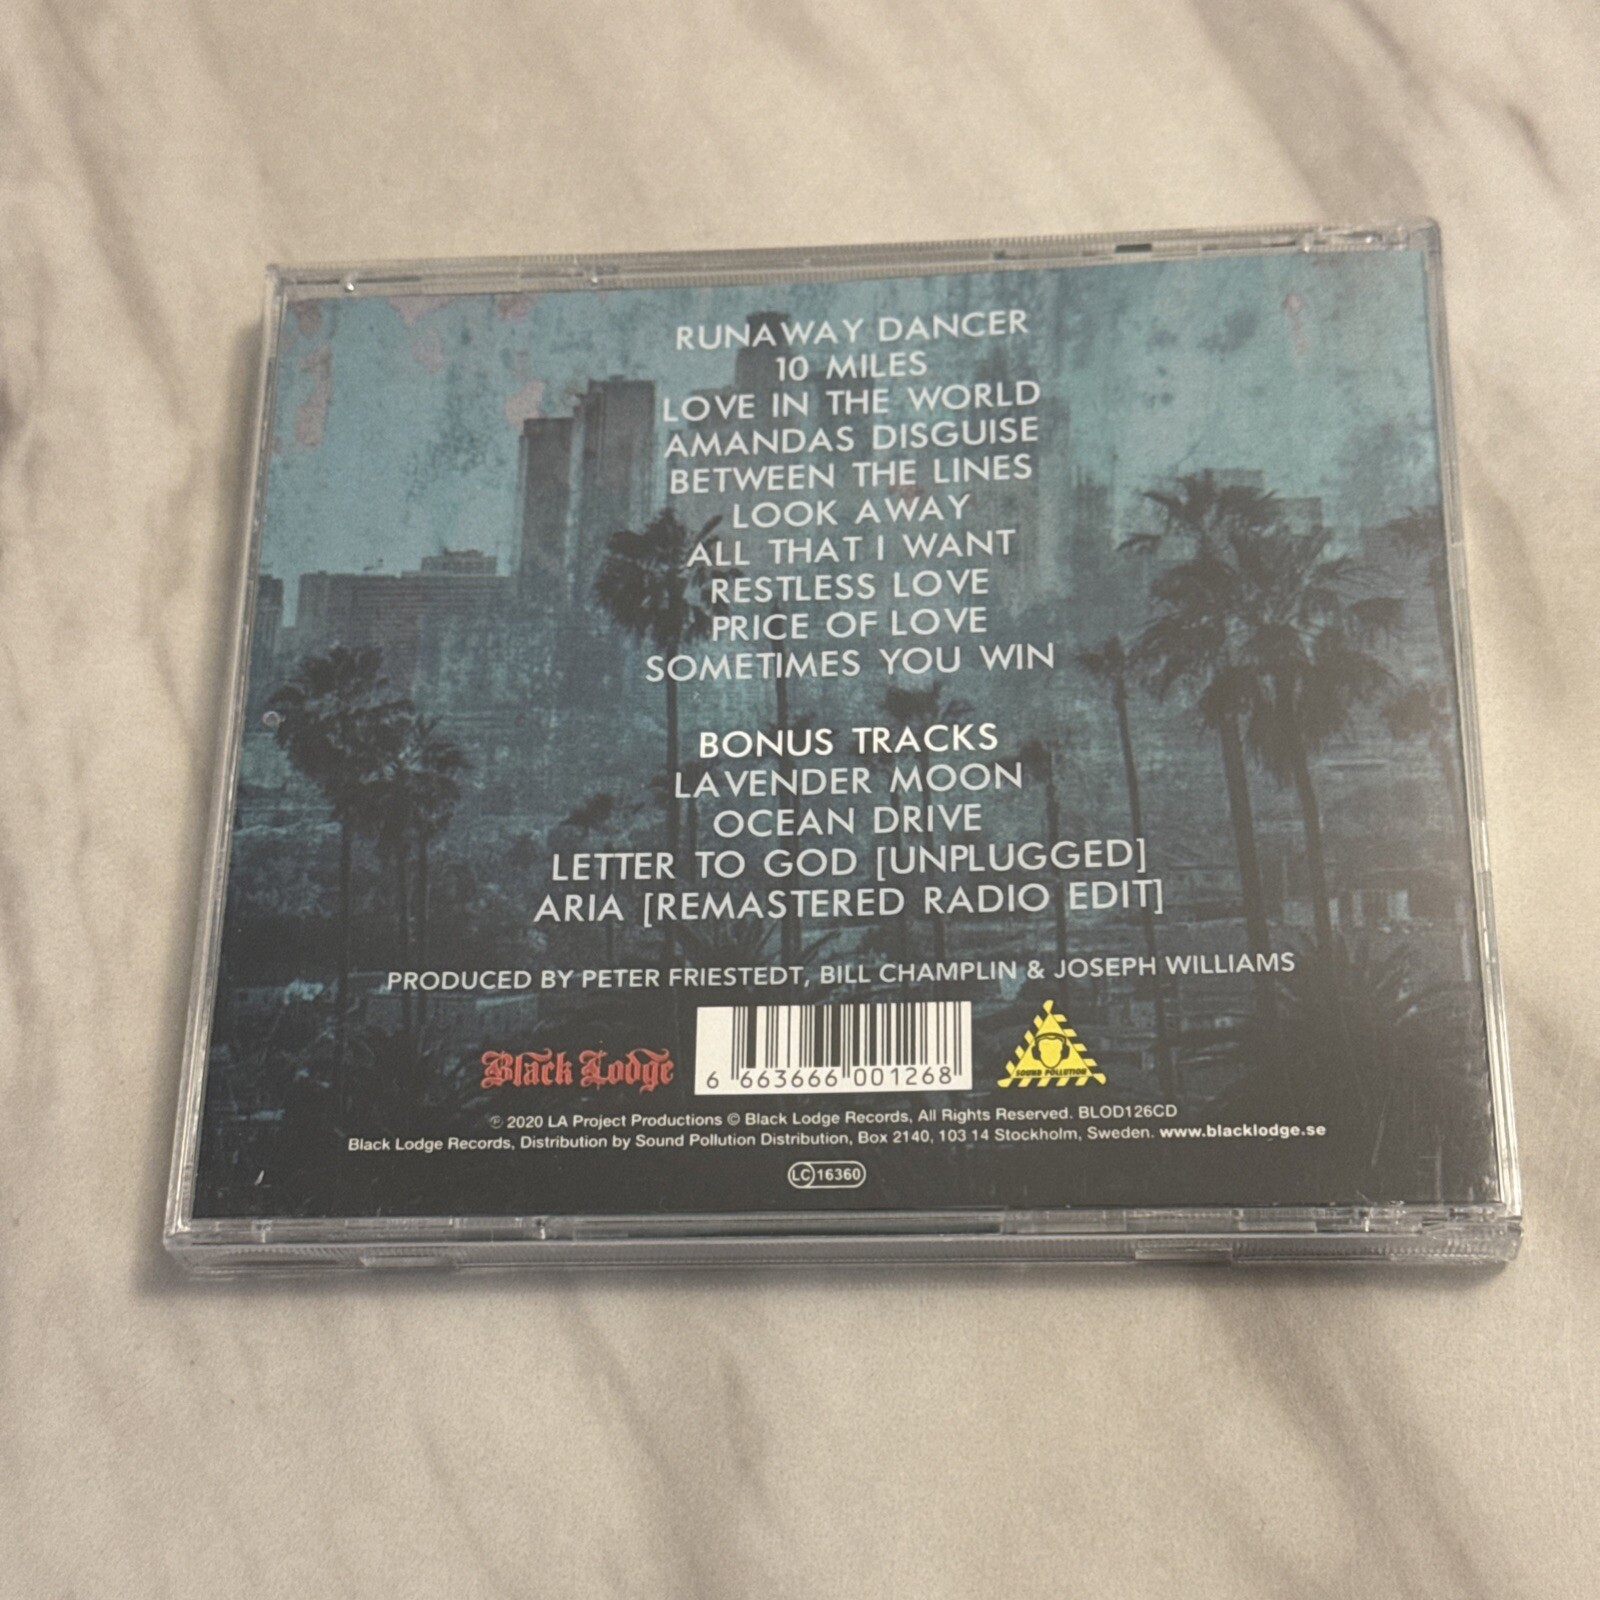 RUNAWAY DANCER
10 MILES
LOVE IN THE WORLD
AMANDAS DISGUISE
BETWEEN THE LINES
LOOK AWAY
ALL THAT I WANT
RESTLESS LOVE
PRICE OF LOVE
SOMETIMES YOU WIN
BONUS TRACKS
LAVENDER MOON
OCEAN DRIVE
LETTER TO GOD [UNPLUGGED]
ARIA [REMASTERED RADIO EDIT]
PRODUCED BY PETER FRIESTEDT, BILL CHAMPLIN & JOSEPH WILLIAMS
Black Lodge
6 663666 001268
SOUND POLLUTION
℗ 2020 LA Project Productions © Black Lodge Records, All Rights Reserved. BLOD126CD
Black Lodge Records, Distribution by Sound Pollution Distribution, Box 2140, 103 14 Stockholm, Sweden. www.blacklodge.se
LC 16360